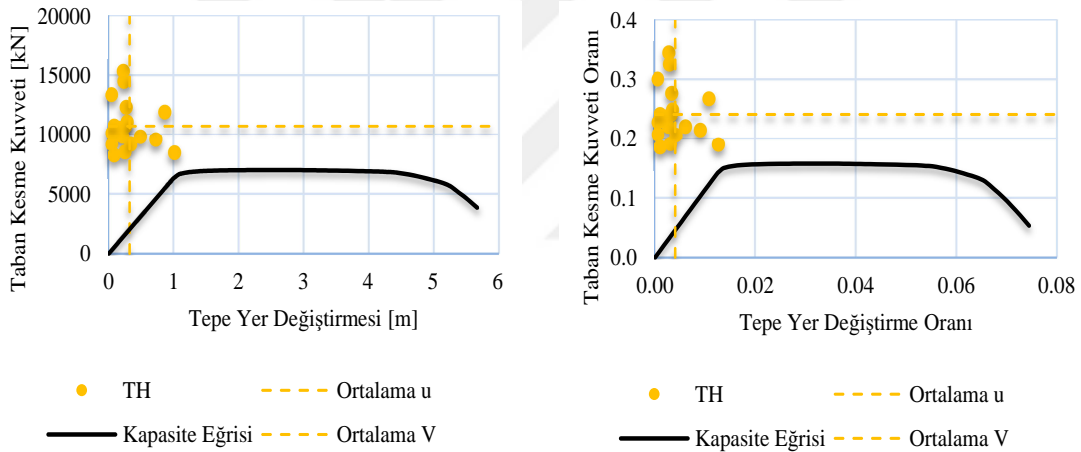 20000
15000
10000
5000
0
Taban Kesme Kuvveti [kN]
0 1 2 3 4 5 6
Tepe Yer Değiştirmesi [m]
TH
Ortalama u
Kapasite Eğrisi
Ortalama V
0.4
0.3
0.2
0.1
0.0
Taban Kesme Kuvveti Oranı
0.00 0.02 0.04 0.06 0.08
Tepe Yer Değiştirme Oranı
TH
Ortalama u
Kapasite Eğrisi
Ortalama V